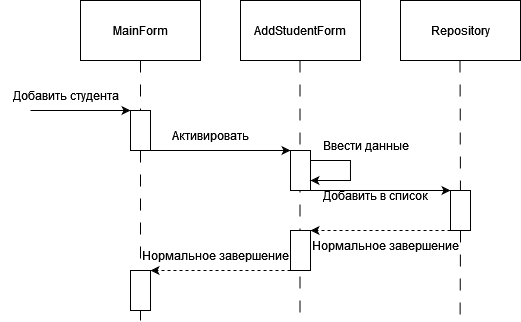 MainForm
AddStudentForm
Repository
Добавить студента
Активировать
Ввести данные
Добавить в список
Нормальное завершение
Нормальное завершение